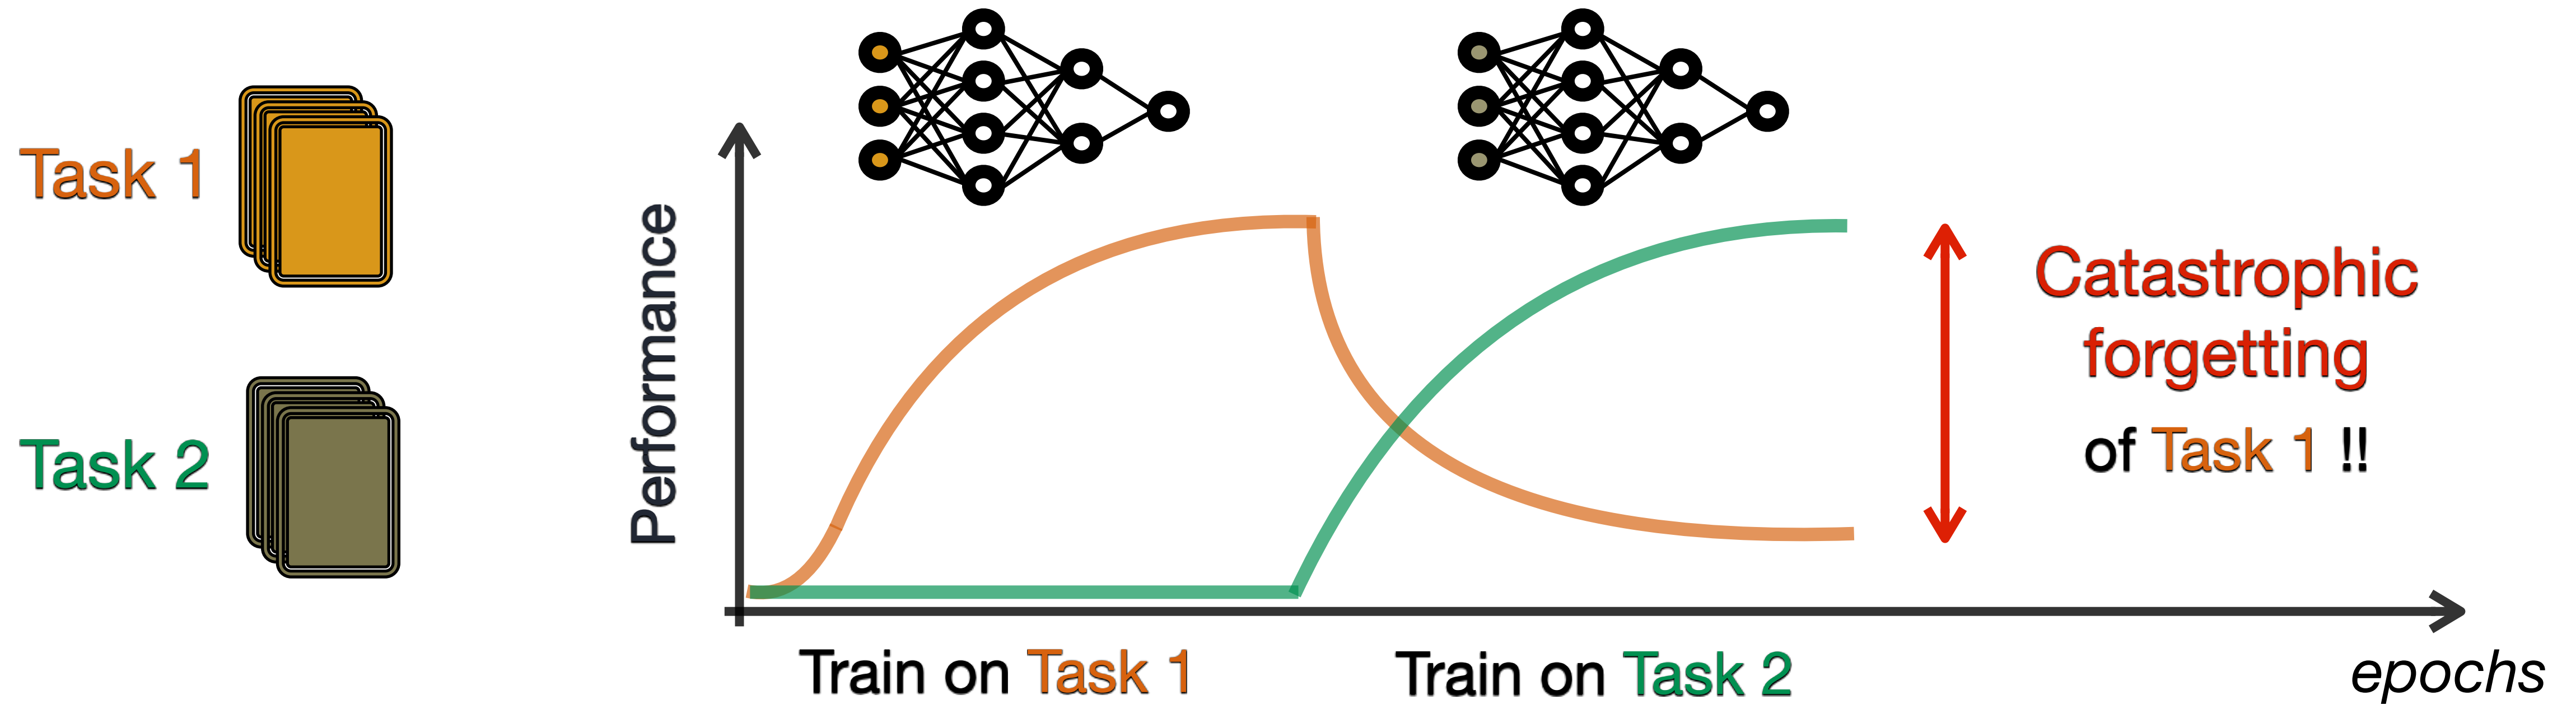 Task 1
Task 2
Performance
Train on Task 1
Train on Task 2
epochs
Catastrophic
forgetting
of Task 1 !!